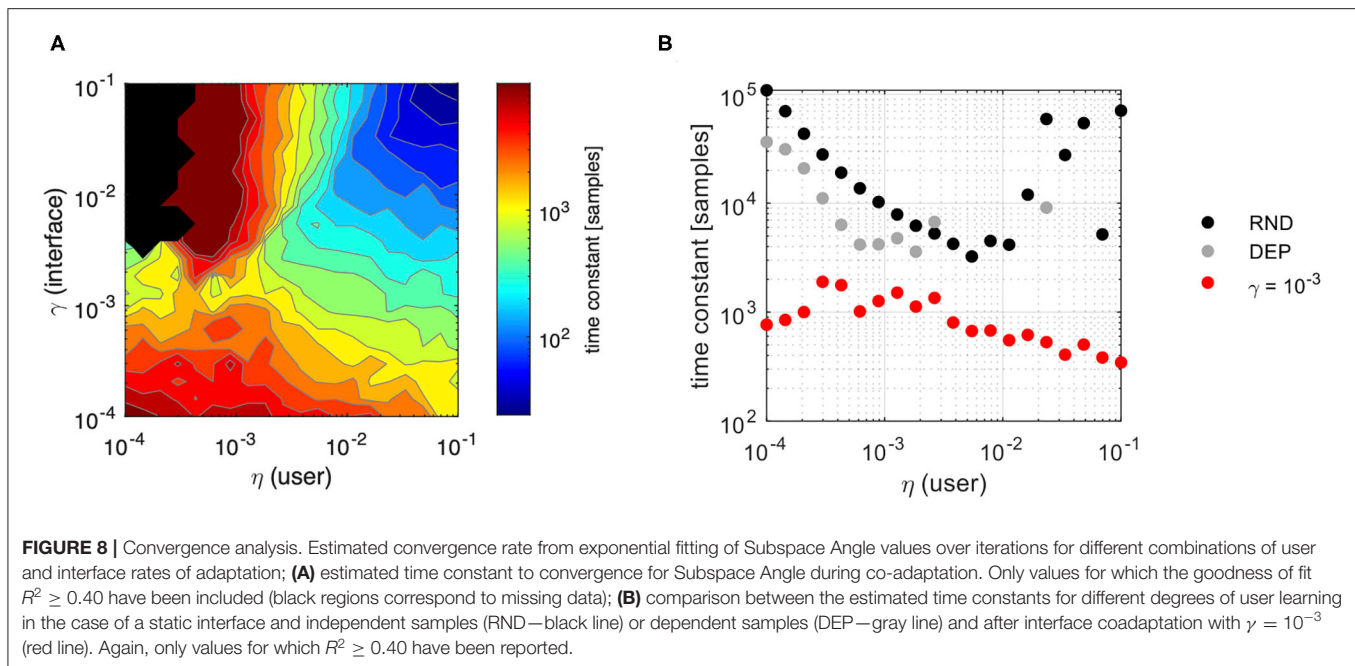 A
B
10^-1
10^-2
10^-3
10^-4
γ (interface)
10^-4
10^-3
10^-2
10^-1
η (user)
10^3
10^2
time constant [samples]
10^5
10^4
10^3
10^2
time constant [samples]
10^-4
10^-3
10^-2
10^-1
η (user)
RND
DEP
γ = 10^-3
FIGURE 8 | Convergence analysis. Estimated convergence rate from exponential fitting of Subspace Angle values over iterations for different combinations of user
and interface rates of adaptation; (A) estimated time constant to convergence for Subspace Angle during co-adaptation. Only values for which the goodness of fit
R² ≥ 0.40 have been included (black regions correspond to missing data); (B) comparison between the estimated time constants for different degrees of user learning
in the case of a static interface and independent samples (RND—black line) or dependent samples (DEP—gray line) and after interface coadaptation with γ = 10^-3
(red line). Again, only values for which R² ≥ 0.40 have been reported.